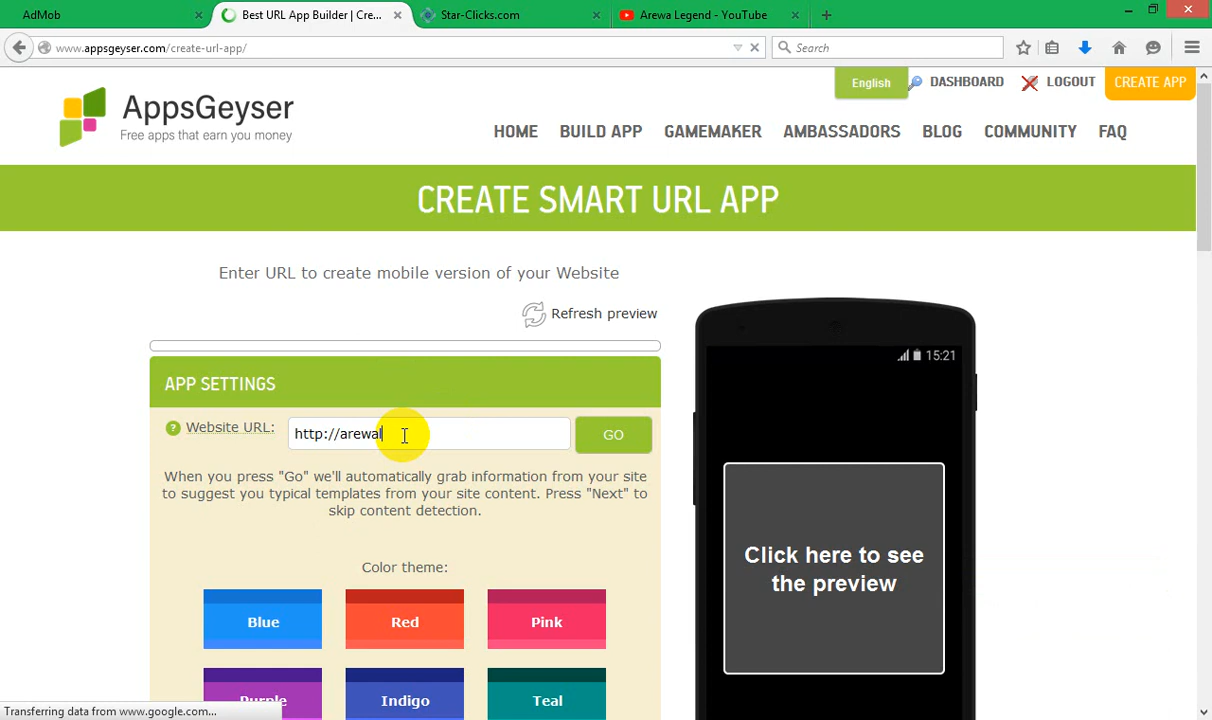 AdMob
Best URL App Builder | Cre...
Star-Clicks.com
Arewa Legend - YouTube
www.appsgeyser.com/create-url-app/
Search
English
DASHBOARD
LOGOUT
CREATE APP
AppsGeyser
Free apps that earn you money
HOME
BUILD APP
GAMEMAKER
AMBASSADORS
BLOG
COMMUNITY
FAQ
CREATE SMART URL APP
Enter URL to create mobile version of your Website
Refresh preview
15:21
APP SETTINGS
? Website URL:
http://arewal
GO
When you press "Go" we'll automatically grab information from your site
to suggest you typical templates from your site content. Press "Next" to
skip content detection.
Click here to see
the preview
Color theme:
Blue
Red
Pink
Purple
Indigo
Teal
Transferring data from www.google.com...